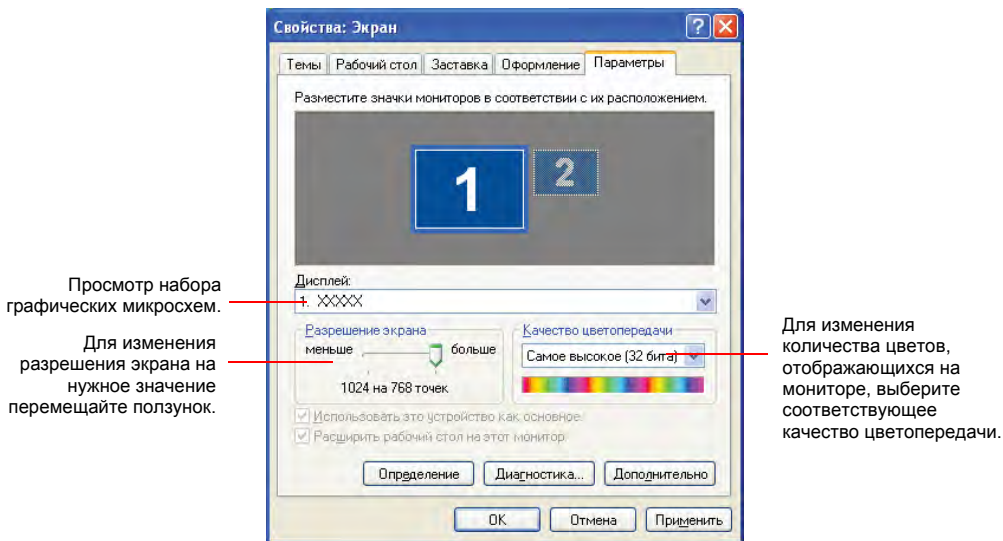 Свойства: Экран
Темы Рабочий стол Заставка Оформление Параметры
Разместите значки мониторов в соответствии с их расположением.
1
2
Дисплей:
1. XXXXX
Просмотр набора
графических микросхем.
Разрешение экрана
меньше больше
1024 на 768 точек
Для изменения
разрешения экрана на
нужное значение
перемещайте ползунок.
Качество цветопередачи
Самое высокое (32 бита)
Для изменения
количества цветов,
отображающихся на
мониторе, выберите
соответствующее
качество цветопередачи.
Использовать это устройство как основное.
Расширить рабочий стол на этот монитор.
Определение Диагностика... Дополнительно
OK Отмена Применить